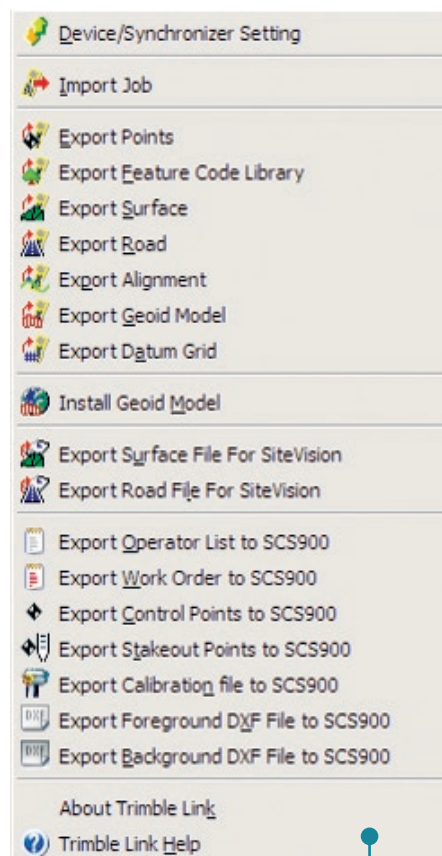 Device/Synchronizer Setting
Import Job
Export Points
Export Feature Code Library
Export Surface
Export Road
Export Alignment
Export Geoid Model
Export Datum Grid
Install Geoid Model
Export Surface File For SiteVision
Export Road File For SiteVision
Export Operator List to SCS900
Export Work Order to SCS900
Export Control Points to SCS900
Export Stakeout Points to SCS900
Export Calibration file to SCS900
DXF Export Foreground DXF File to SCS900
DXF Export Background DXF File to SCS900
About Trimble Link
Trimble Link Help